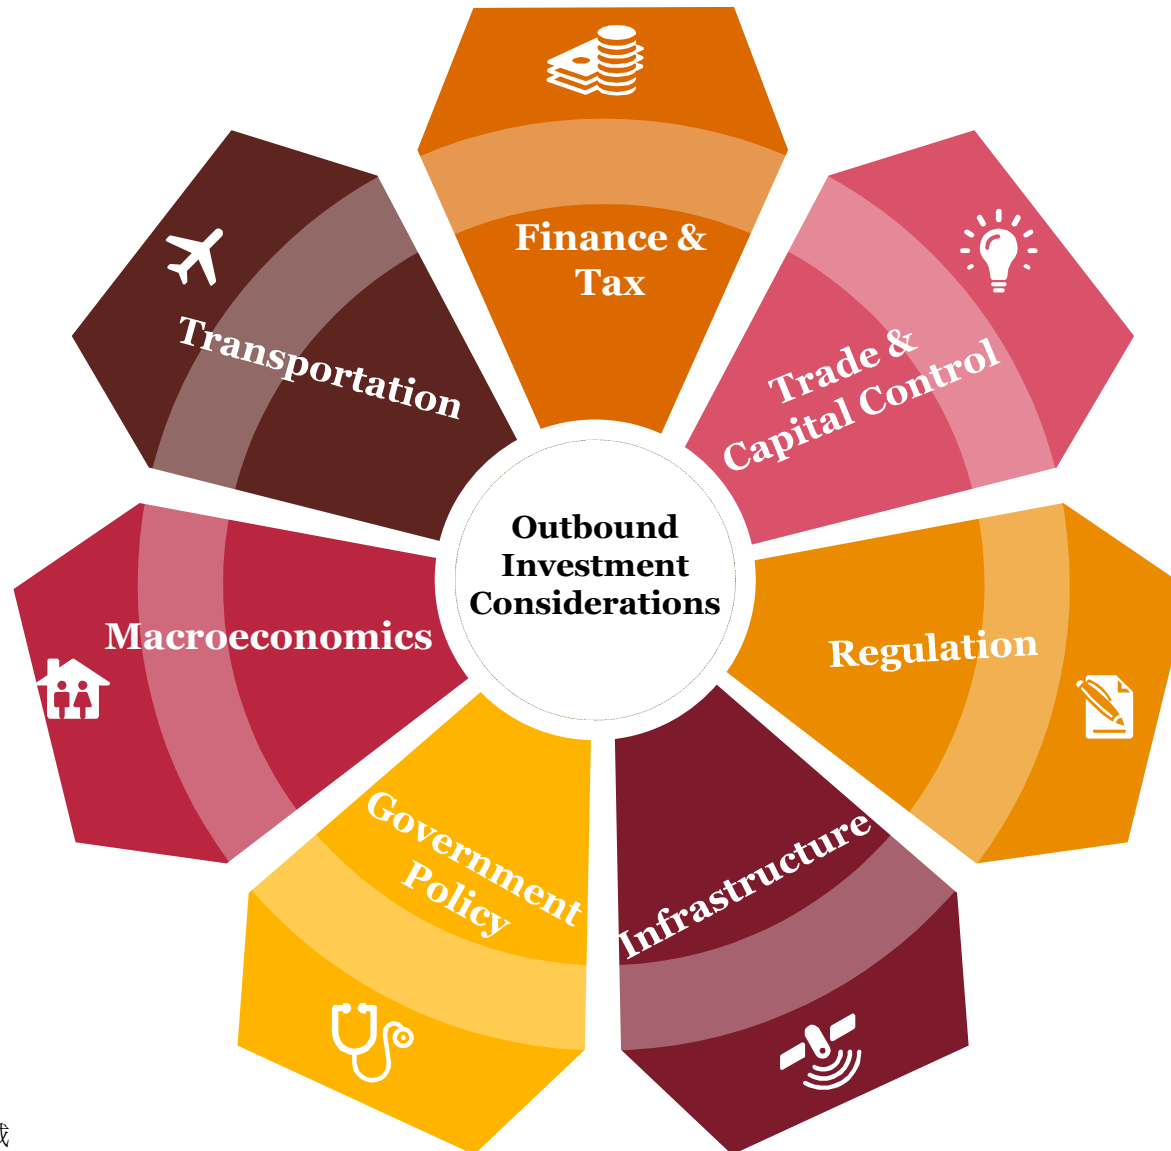 Finance &
Tax
Trade &
Capital Control
Transportation
Outbound
Investment
Considerations
Macroeconomics
Regulation
Government
Policy
Infrastructure